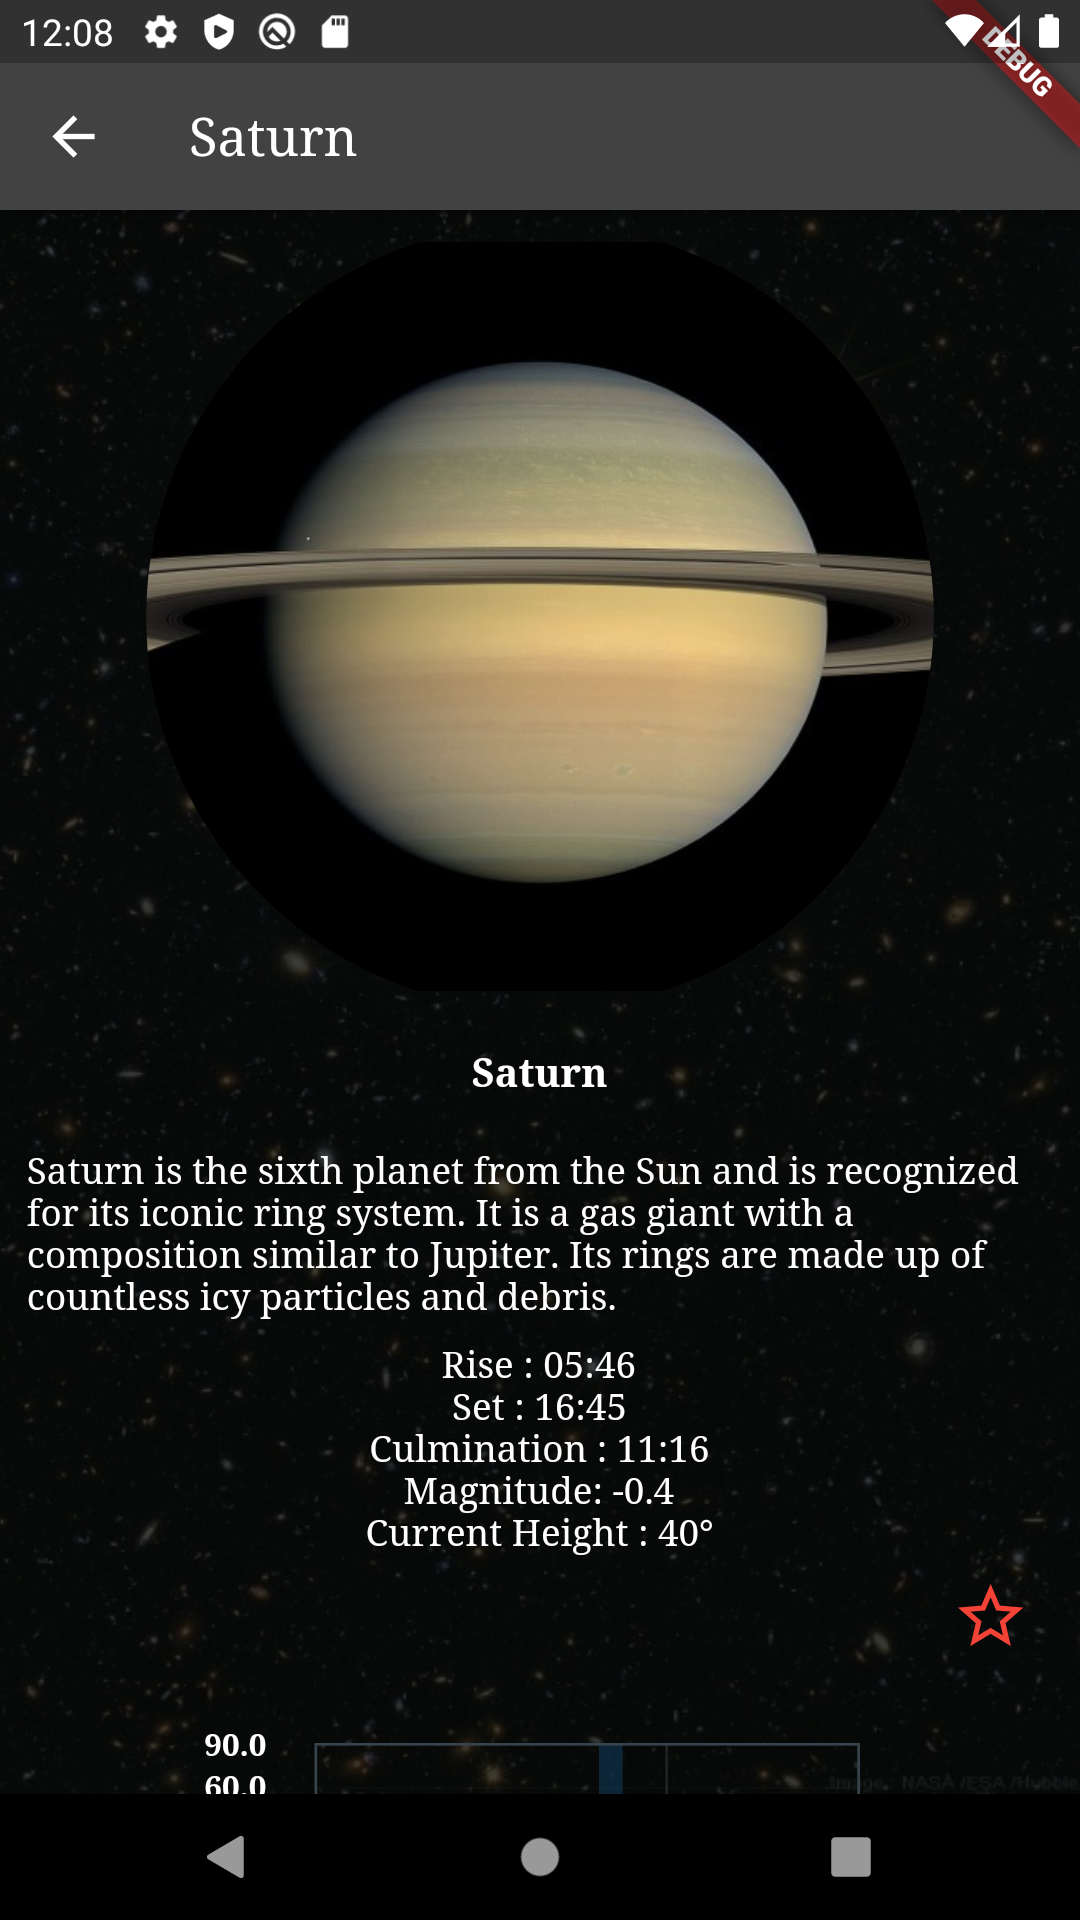 12:08
DEBUG
Saturn
Saturn
Saturn is the sixth planet from the Sun and is recognized
for its iconic ring system. It is a gas giant with a
composition similar to Jupiter. Its rings are made up of
countless icy particles and debris.
Rise : 05:46
Set : 16:45
Culmination : 11:16
Magnitude: -0.4
Current Height : 40°
90.0
60.0
Image : NASA /ESA /Hubble